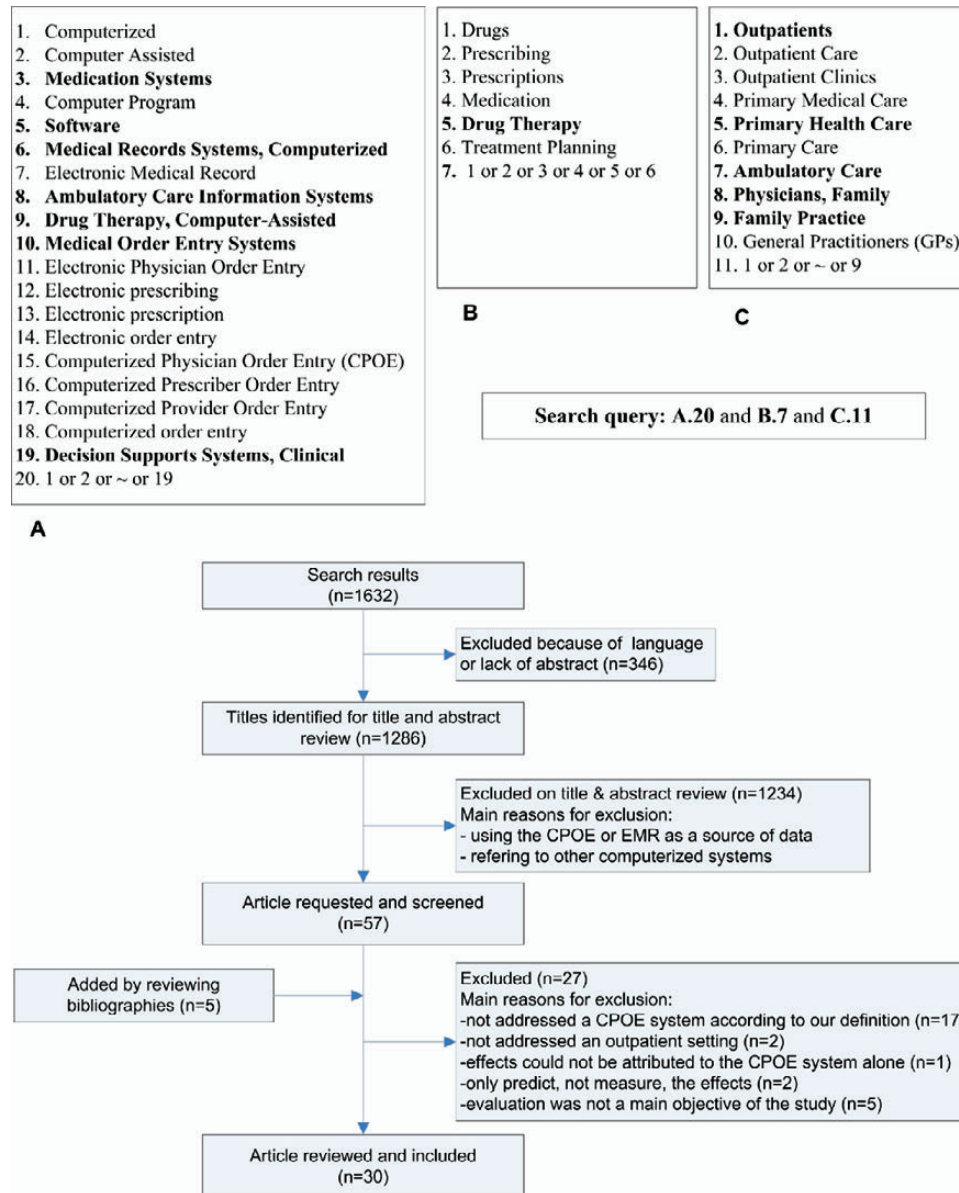 1. Computerized
2. Computer Assisted
3. Medication Systems
4. Computer Program
5. Software
6. Medical Records Systems, Computerized
7. Electronic Medical Record
8. Ambulatory Care Information Systems
9. Drug Therapy, Computer-Assisted
10. Medical Order Entry Systems
11. Electronic Physician Order Entry
12. Electronic prescribing
13. Electronic prescription
14. Electronic order entry
15. Computerized Physician Order Entry (CPOE)
16. Computerized Prescriber Order Entry
17. Computerized Provider Order Entry
18. Computerized order entry
19. Decision Supports Systems, Clinical
20. 1 or 2 or ~ or 19
A
1. Drugs
2. Prescribing
3. Prescriptions
4. Medication
5. Drug Therapy
6. Treatment Planning
7. 1 or 2 or 3 or 4 or 5 or 6
B
1. Outpatients
2. Outpatient Care
3. Outpatient Clinics
4. Primary Medical Care
5. Primary Health Care
6. Primary Care
7. Ambulatory Care
8. Physicians, Family
9. Family Practice
10. General Practitioners (GPs)
11. 1 or 2 or ~ or 9
C
Search query: A.20 and B.7 and C.11
Search results
(n=1632)
Excluded because of language
or lack of abstract (n=346)
Titles identified for title and abstract
review (n=1286)
Excluded on title & abstract review (n=1234)
Main reasons for exclusion:
- using the CPOE or EMR as a source of data
- refering to other computerized systems
Article requested and screened
(n=57)
Added by reviewing
bibliographies (n=5)
Excluded (n=27)
Main reasons for exclusion:
-not addressed a CPOE system according to our definition (n=17
-not addressed an outpatient setting (n=2)
-effects could not be attributed to the CPOE system alone (n=1)
-only predict, not measure, the effects (n=2)
-evaluation was not a main objective of the study (n=5)
Article reviewed and included
(n=30)